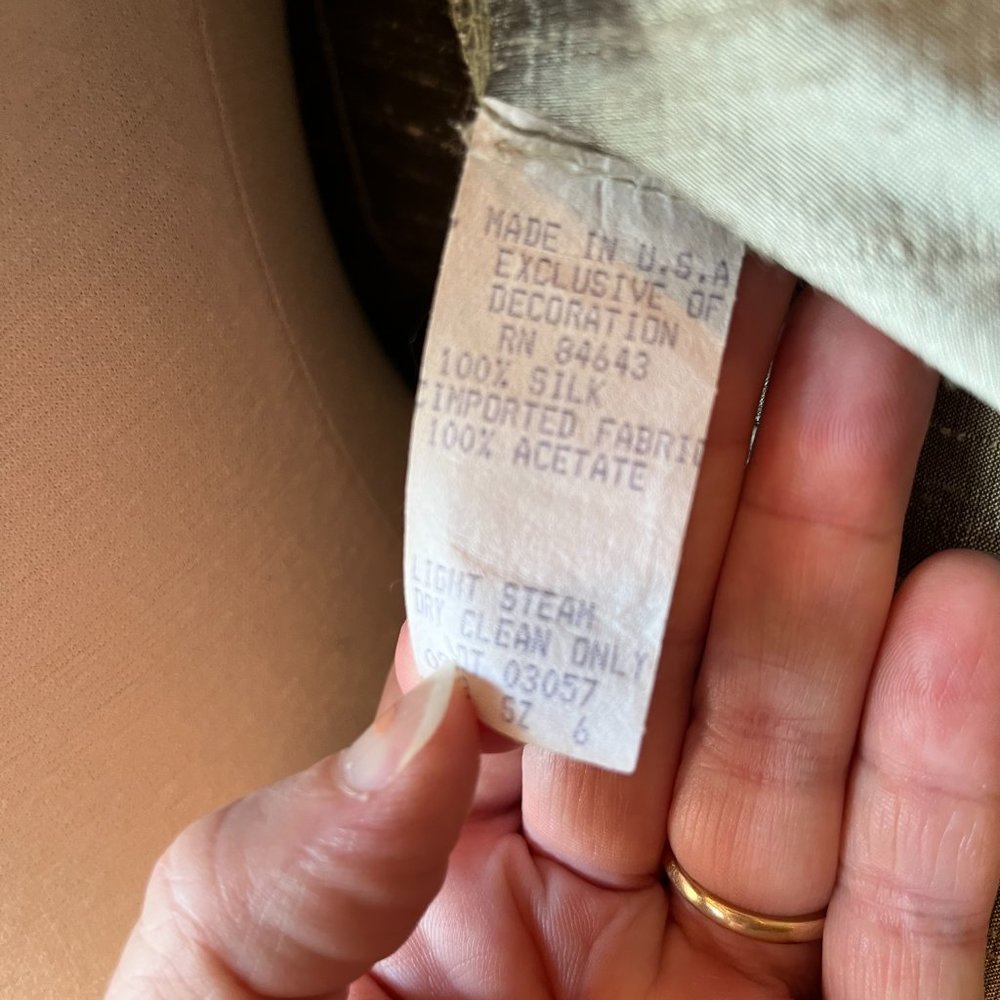 MADE IN U.S.A
EXCLUSIVE OF
DECORATION
RN 84643
100% SILK
IMPORTED FABRIC
100% ACETATE
LIGHT STEAM
DRY CLEAN ONLY
03057
SZ 6